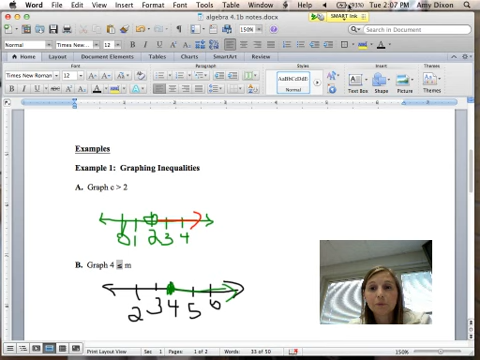 Word File Edit View Insert Format Font Tools Table Window Help Tue 2:07 PM Amy Dixon
algebra 4.1b notes.docx
SMART Ink
150%
Normal Times New ... 12
Home Layout Document Elements Tables Charts SmartArt Review
Font Paragraph Styles Insert Themes
Times New Roman 12
AaBbCcDdEe
Normal
Text Box Shape Picture Themes
Examples
Example 1: Graphing Inequalities
A. Graph c > 2
0 1 2 3 4
B. Graph 4 ≤ m
2 3 4 5 6
Print Layout View Sec 1 Pages: 1 of 2 Words: 33 of 50 150%